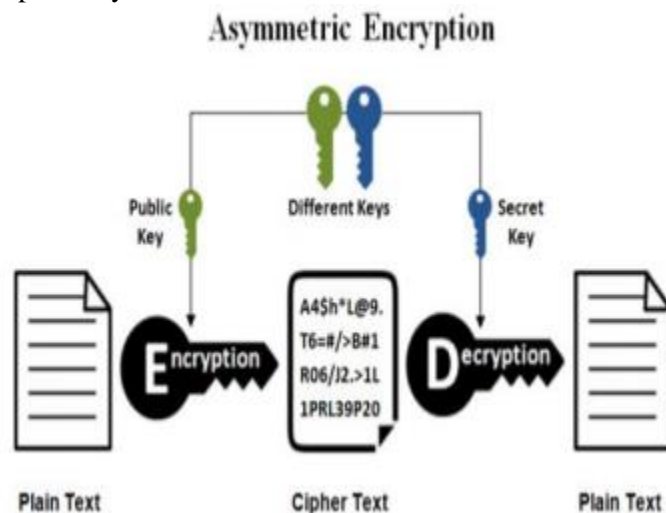 Asymmetric Encryption
Public
Key
Different Keys
Secret
Key
A4$h*L@9.
T6=#/>B#1
R06/J2.>1L
1PRL39P20
Encryption
Decryption
Plain Text
Cipher Text
Plain Text